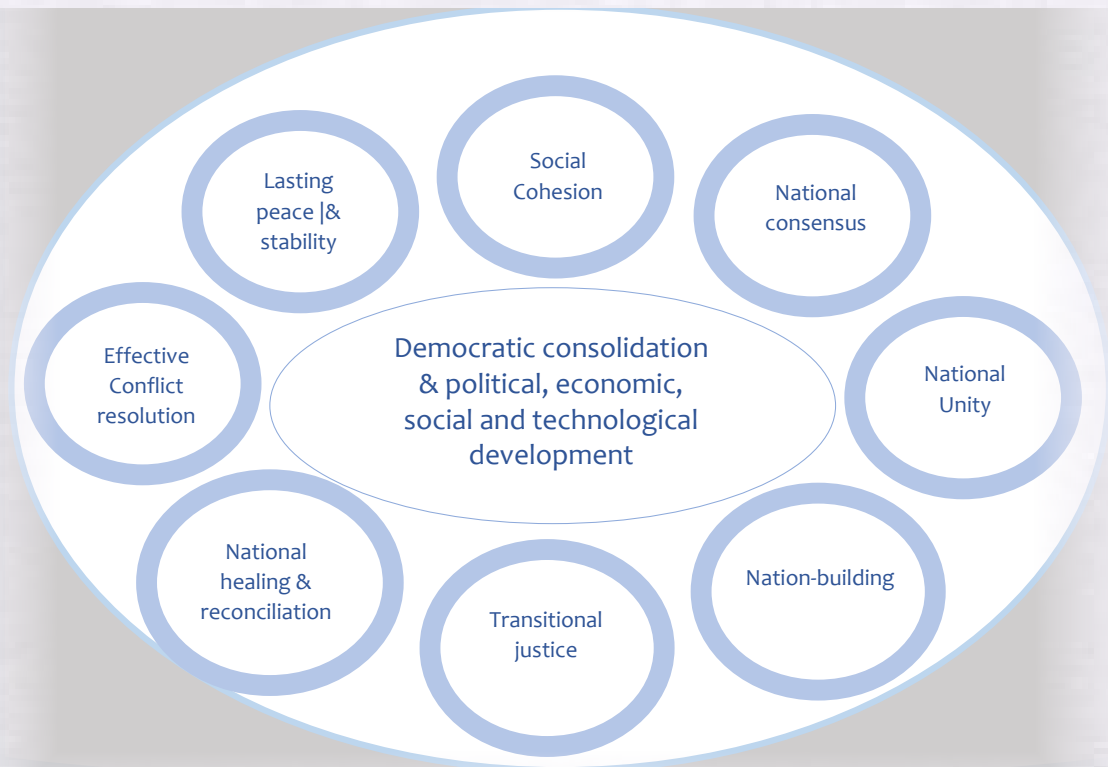 Social
Cohesion
National
consensus
National
Unity
Nation-building
Transitional
justice
National
healing &
reconciliation
Effective
Conflict
resolution
Lasting
peace |&
stability
Democratic consolidation
& political, economic,
social and technological
development